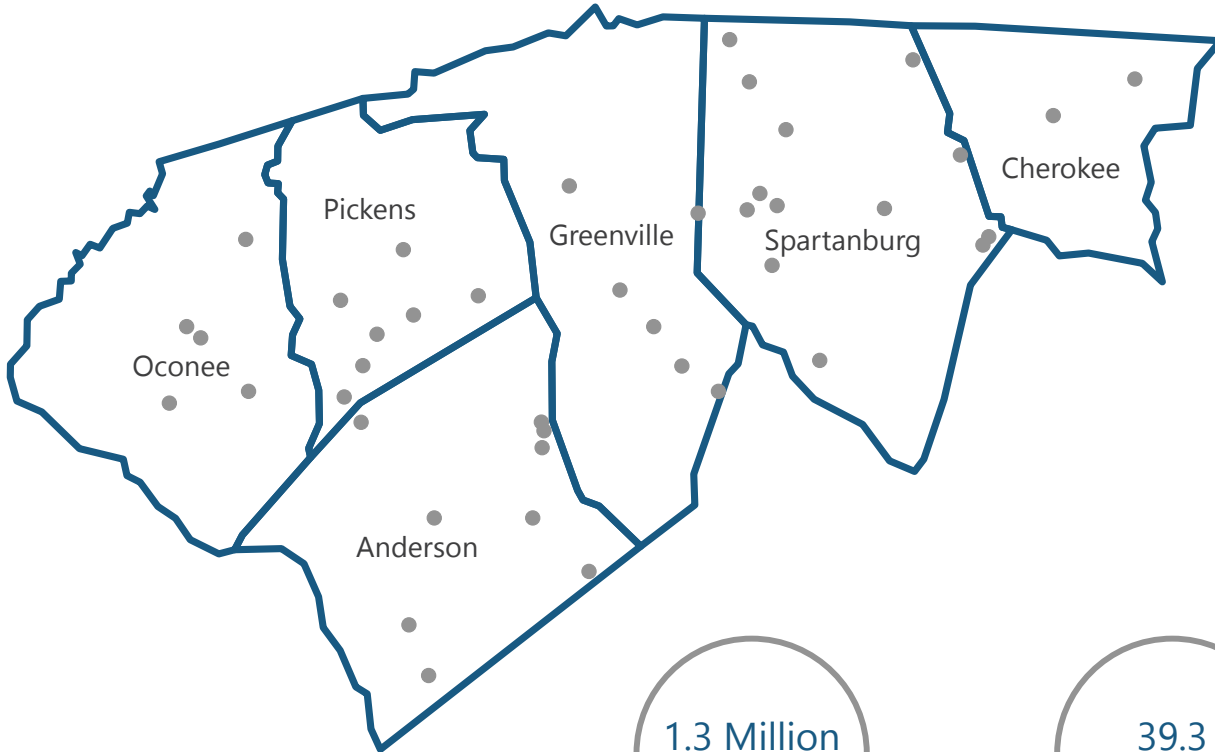 Cherokee
Pickens
Greenville
Spartanburg
Oconee
Anderson
1.3 Million
39.3